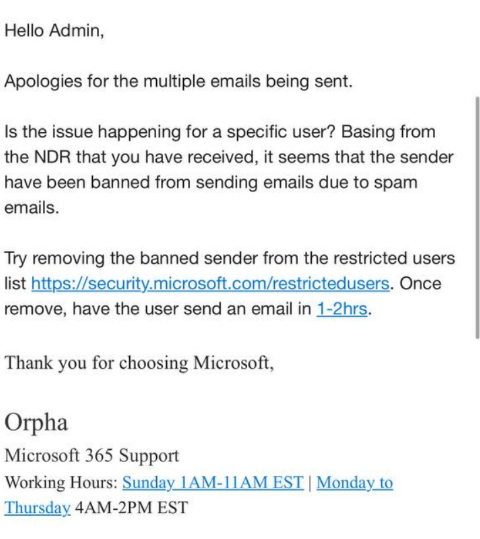 Hello Admin,
Apologies for the multiple emails being sent.
Is the issue happening for a specific user? Basing from
the NDR that you have received, it seems that the sender
have been banned from sending emails due to spam
emails.
Try removing the banned sender from the restricted users
list https://security.microsoft.com/restrictedusers. Once
remove, have the user send an email in 1-2hrs.
Thank you for choosing Microsoft,
Orpha
Microsoft 365 Support
Working Hours: Sunday 1AM-11AM EST | Monday to
Thursday 4AM-2PM EST